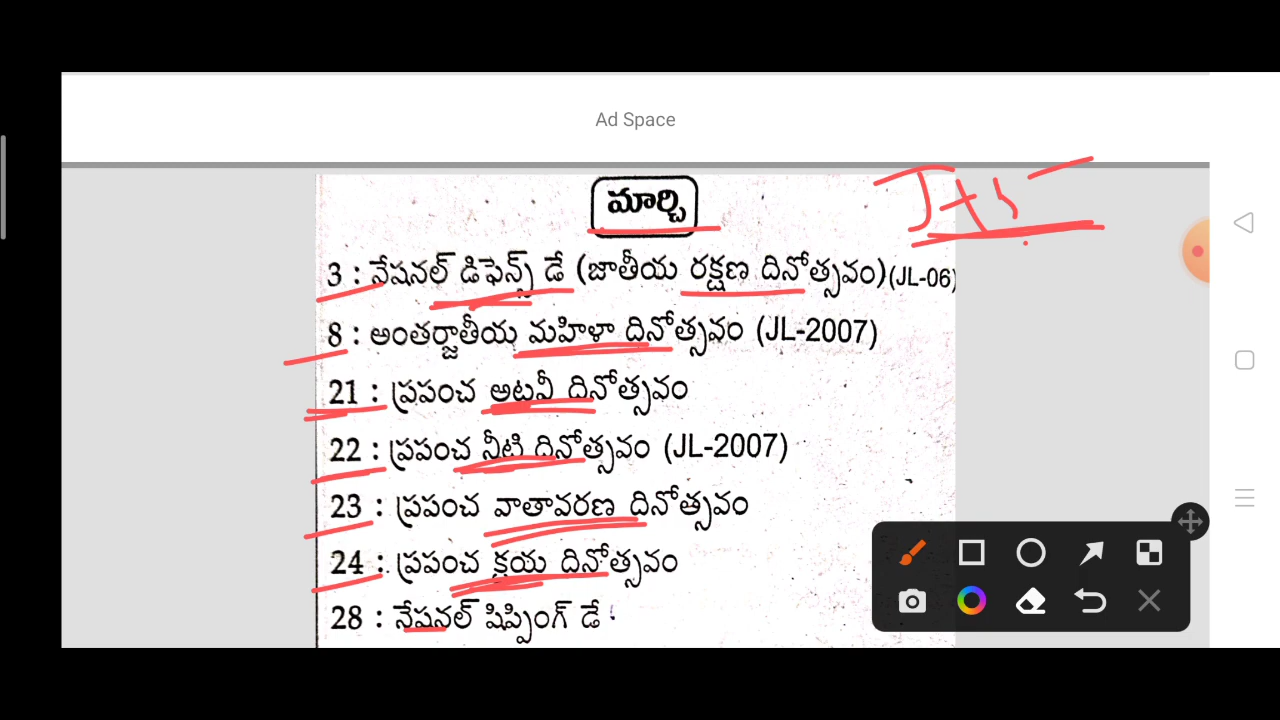 Ad Space
మార్చి
3 : నేషనల్ డిఫెన్స్ డే (జాతీయ రక్షణ దినోత్సవం)(JL-06)
8 : అంతర్జాతీయ మహిళా దినోత్సవం (JL-2007)
21 : ప్రపంచ అటవీ దినోత్సవం
22 : ప్రపంచ నీటి దినోత్సవం (JL-2007)
23 : ప్రపంచ వాతావరణ దినోత్సవం
24 : ప్రపంచ క్షయ దినోత్సవం
28 : నేషనల్ షిప్పింగ్ డే